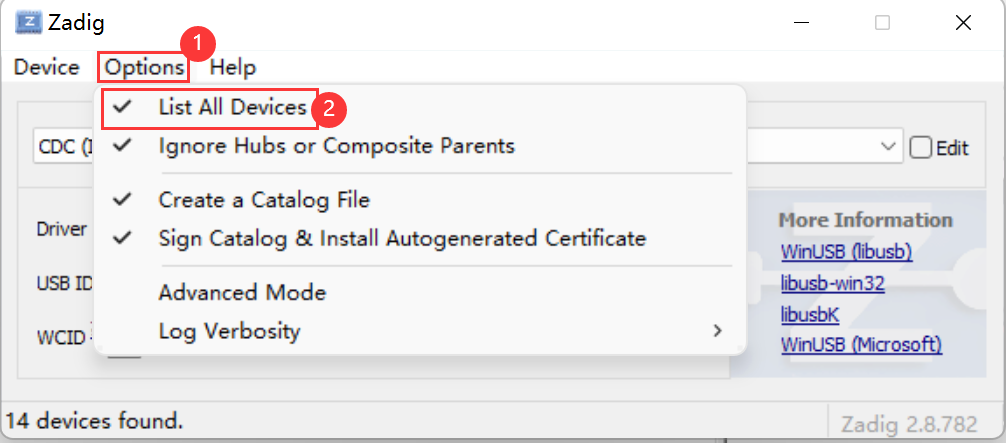 Zadig
1
Device Options Help
List All Devices 2
CDC (I
Ignore Hubs or Composite Parents
Edit
Create a Catalog File
Driver
Sign Catalog & Install Autogenerated Certificate
More Information
WinUSB (libusb)
USB ID
Advanced Mode
libusb-win32
libusbK
WCID
Log Verbosity
WinUSB (Microsoft)
14 devices found.
Zadig 2.8.782